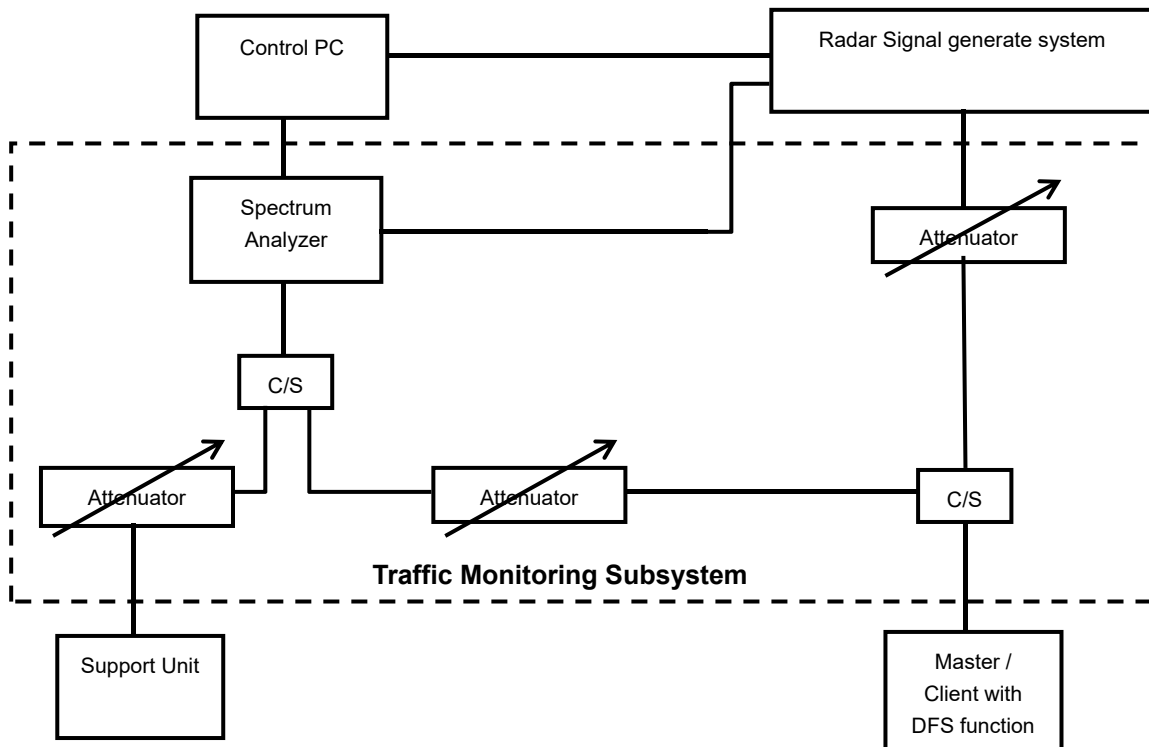 Control PC
Radar Signal generate system
Spectrum
Analyzer
Attenuator
C/S
Attenuator
Attenuator
C/S
Traffic Monitoring Subsystem
Support Unit
Master /
Client with
DFS function